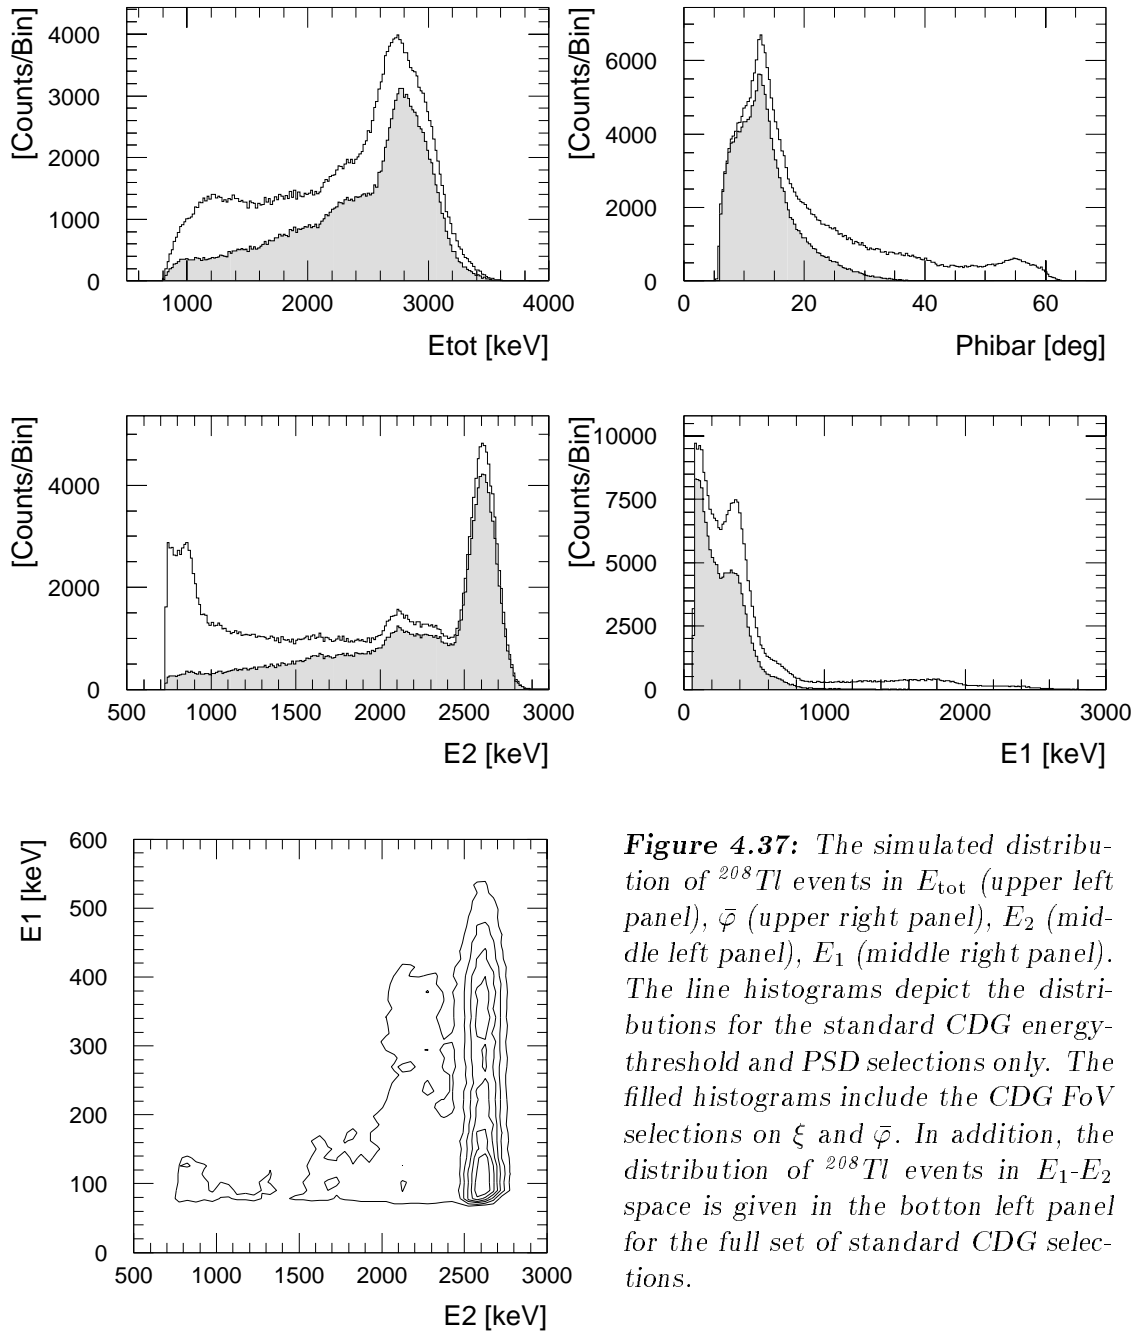 [Counts/Bin]
4000
3000
2000
1000
0
1000 2000 3000 4000
Etot [keV]
[Counts/Bin]
6000
4000
2000
0
0 20 40 60
Phibar [deg]
[Counts/Bin]
4000
2000
0
500 1000 1500 2000 2500 3000
E2 [keV]
[Counts/Bin]
10000
7500
5000
2500
0
0 1000 2000 3000
E1 [keV]
E1 [keV]
600
500
400
300
200
100
0
500 1000 1500 2000 2500 3000
E2 [keV]
Figure 4.37: The simulated distribu-
tion of ²⁰⁸Tl events in E_tot (upper left
panel), φ̄ (upper right panel), E₂ (mid-
dle left panel), E₁ (middle right panel).
The line histograms depict the distri-
butions for the standard CDG energy-
threshold and PSD selections only. The
filled histograms include the CDG FoV
selections on ξ and φ̄. In addition, the
distribution of ²⁰⁸Tl events in E₁-E₂
space is given in the botton left panel
for the full set of standard CDG selec-
tions.